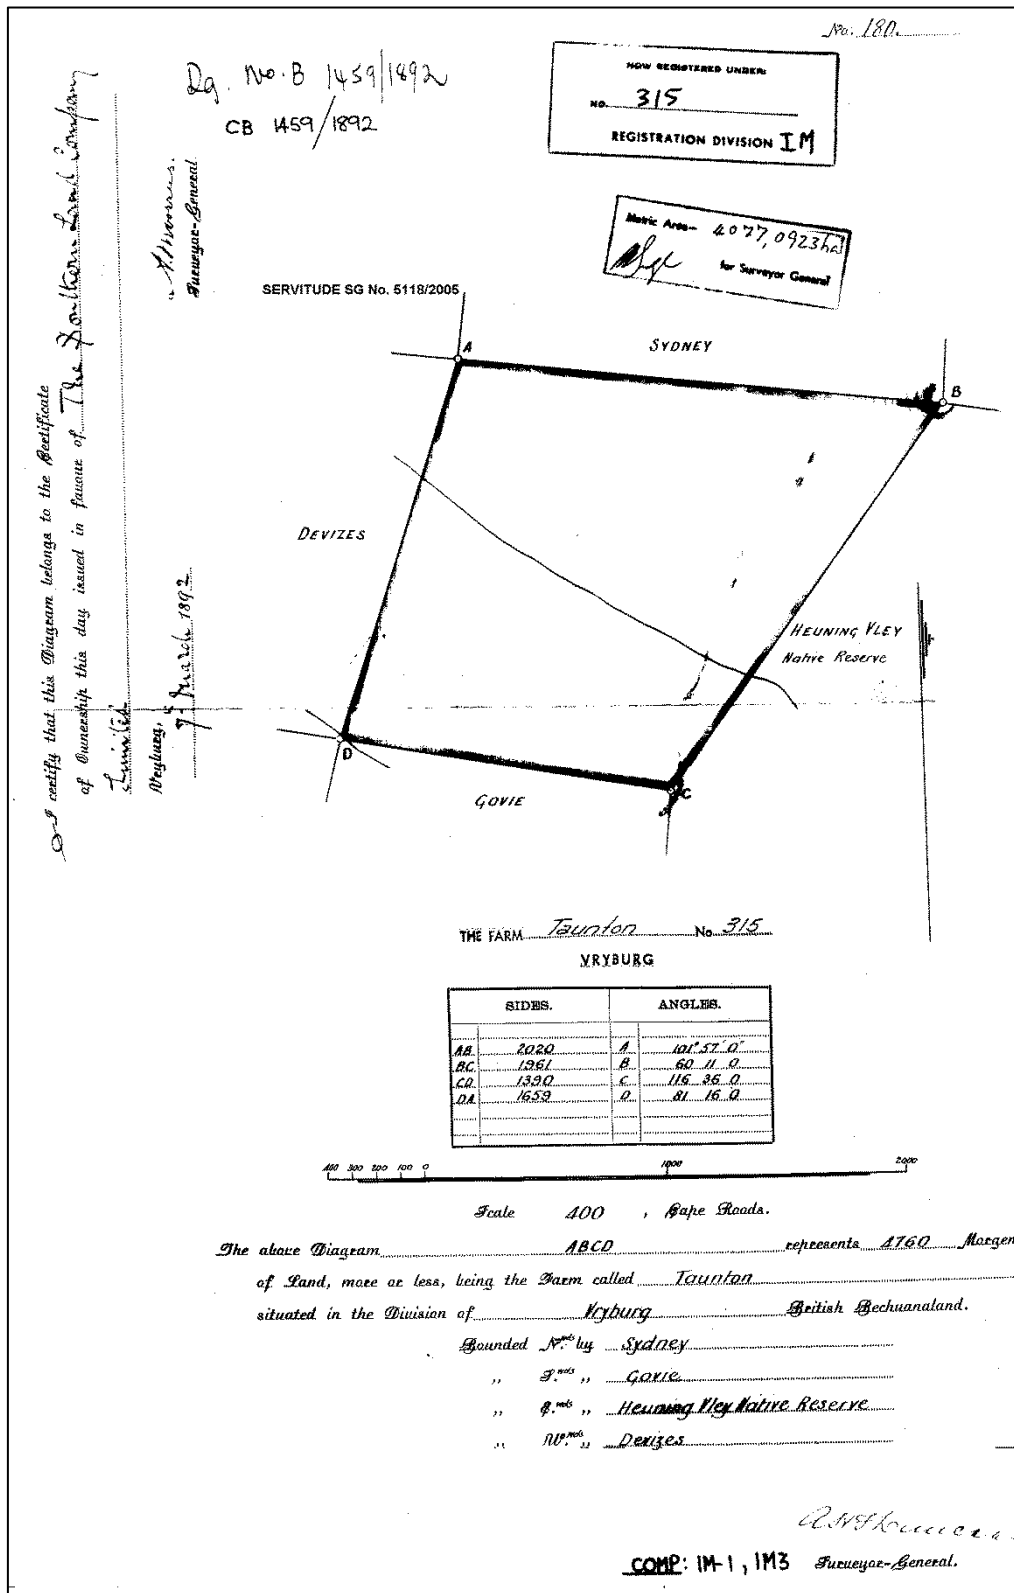 No. 180.
Dg. No. B 1459/1892
CB 1459/1892
NOW REGISTERED UNDER:
NO. 315
REGISTRATION DIVISION IM
Metric Area- 4077,0923ha
for Surveyor General
I certify that this Diagram belongs to the Certificate
of Ownership this day issued in favour of The Southern Land Company
Limited
Vryburg,
7 March 1892
Surveyor-General
SERVITUDE SG No. 5118/2005
A
SYDNEY
B
DEVIZES
HEUNING VLEY
Native Reserve
D
C
GOVIE
THE FARM Taunton No 315
VRYBURG
SIDES. ANGLES.
AB 2020 A 101° 57' 0"
BC 1961 B 60 11 0
CD 1390 C 116 36 0
DA 1659 D 81 16 0
400 300 200 100 0 1000 2000
Scale 400 , Cape Roods.
The above Diagram ABCD represents 4760 Morgen
of Land, more or less, being the Farm called Taunton
situated in the Division of Vryburg British Bechuanaland.
Bounded N.wds by Sydney
„ S.wds „ Govie
„ E.wds „ Heuning Vley Native Reserve
„ W.wds „ Devizes
COMP: IM-1, IM3 Surveyor-General.